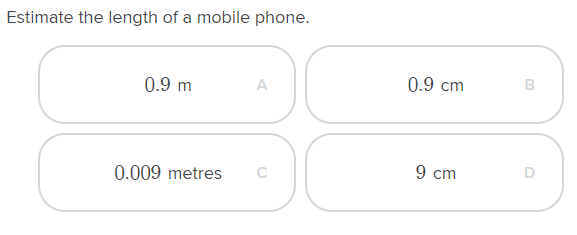 Estimate the length of a mobile phone.
0.9 m A
0.9 cm B
0.009 metres C
9 cm D